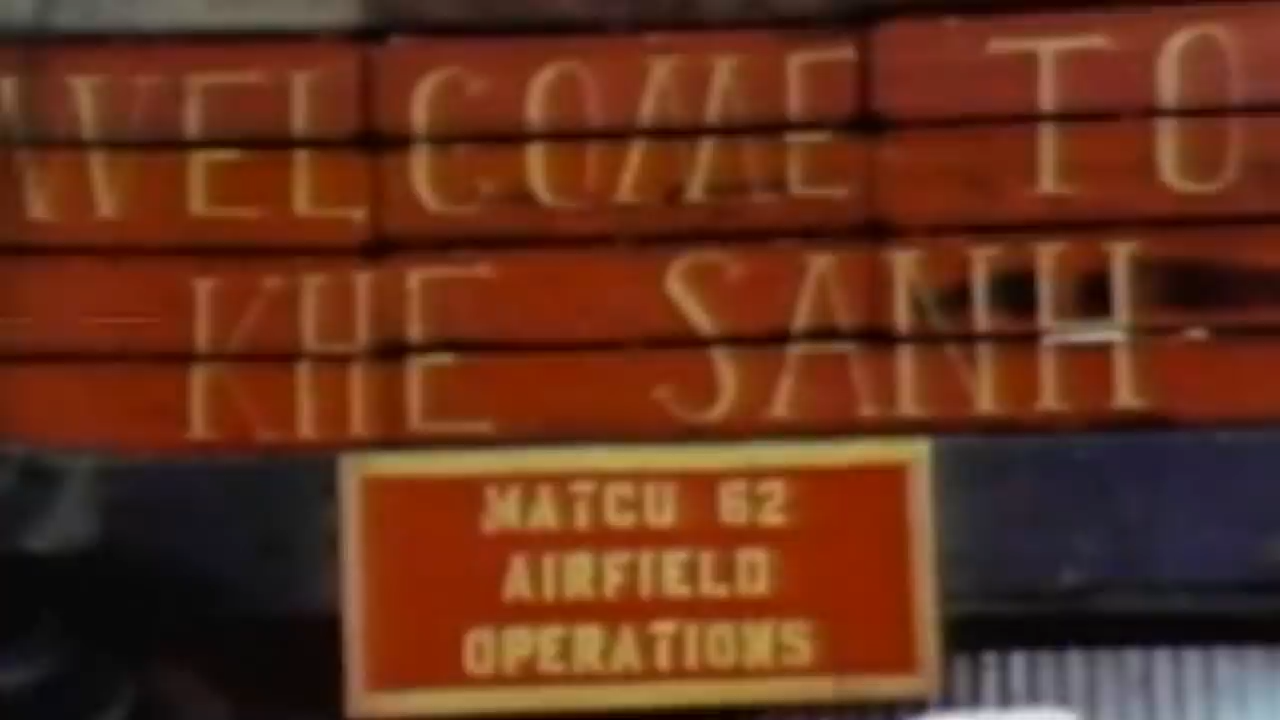 WELCOME TO
KHE SANH
MATCU 62
AIRFIELD
OPERATIONS